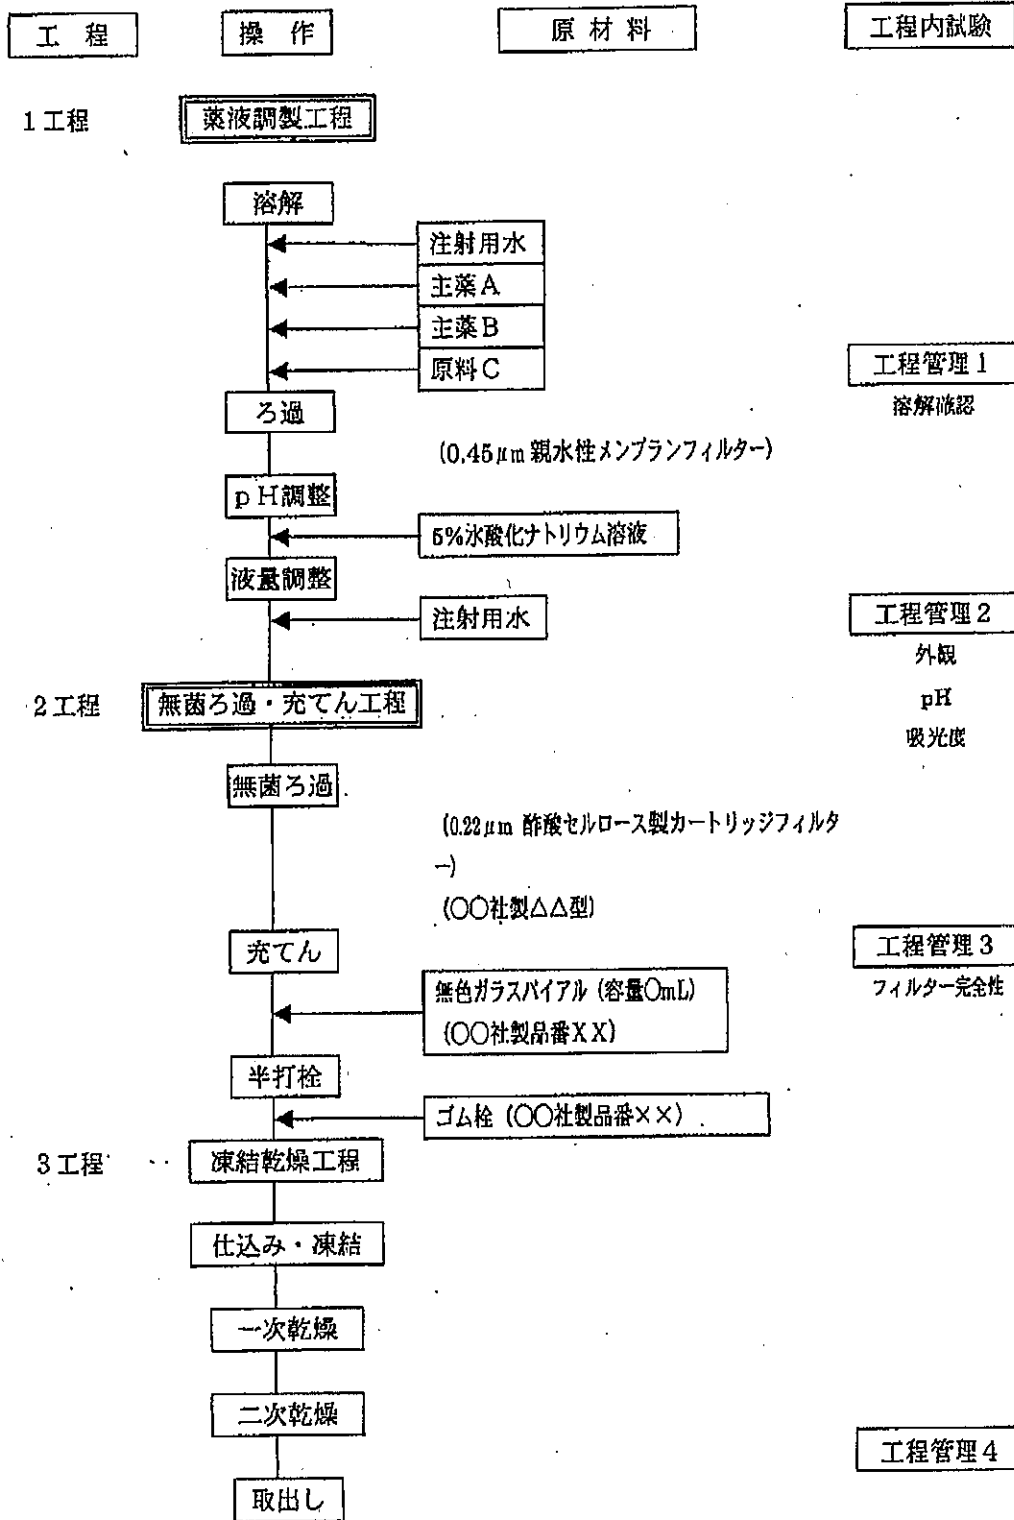 工程 操作 原材料 工程内試験
1工程 薬液調製工程
溶解
注射用水
主薬A
主薬B
原料C
工程管理1
ろ過
溶解確認
(0.45μm 親水性メンブランフィルター)
pH調整
5%水酸化ナトリウム溶液
液量調整
注射用水
工程管理2
外観
2工程 無菌ろ過・充てん工程
pH
吸光度
無菌ろ過
(0.22μm 酢酸セルロース製カートリッジフィルタ
ー)
(○○社製△△型)
充てん
工程管理3
フィルター完全性
無色ガラスバイアル (容量○mL)
(○○社製品番XX)
半打栓
ゴム栓 (○○社製品番××)
3工程 凍結乾燥工程
仕込み・凍結
一次乾燥
二次乾燥
工程管理4
取出し